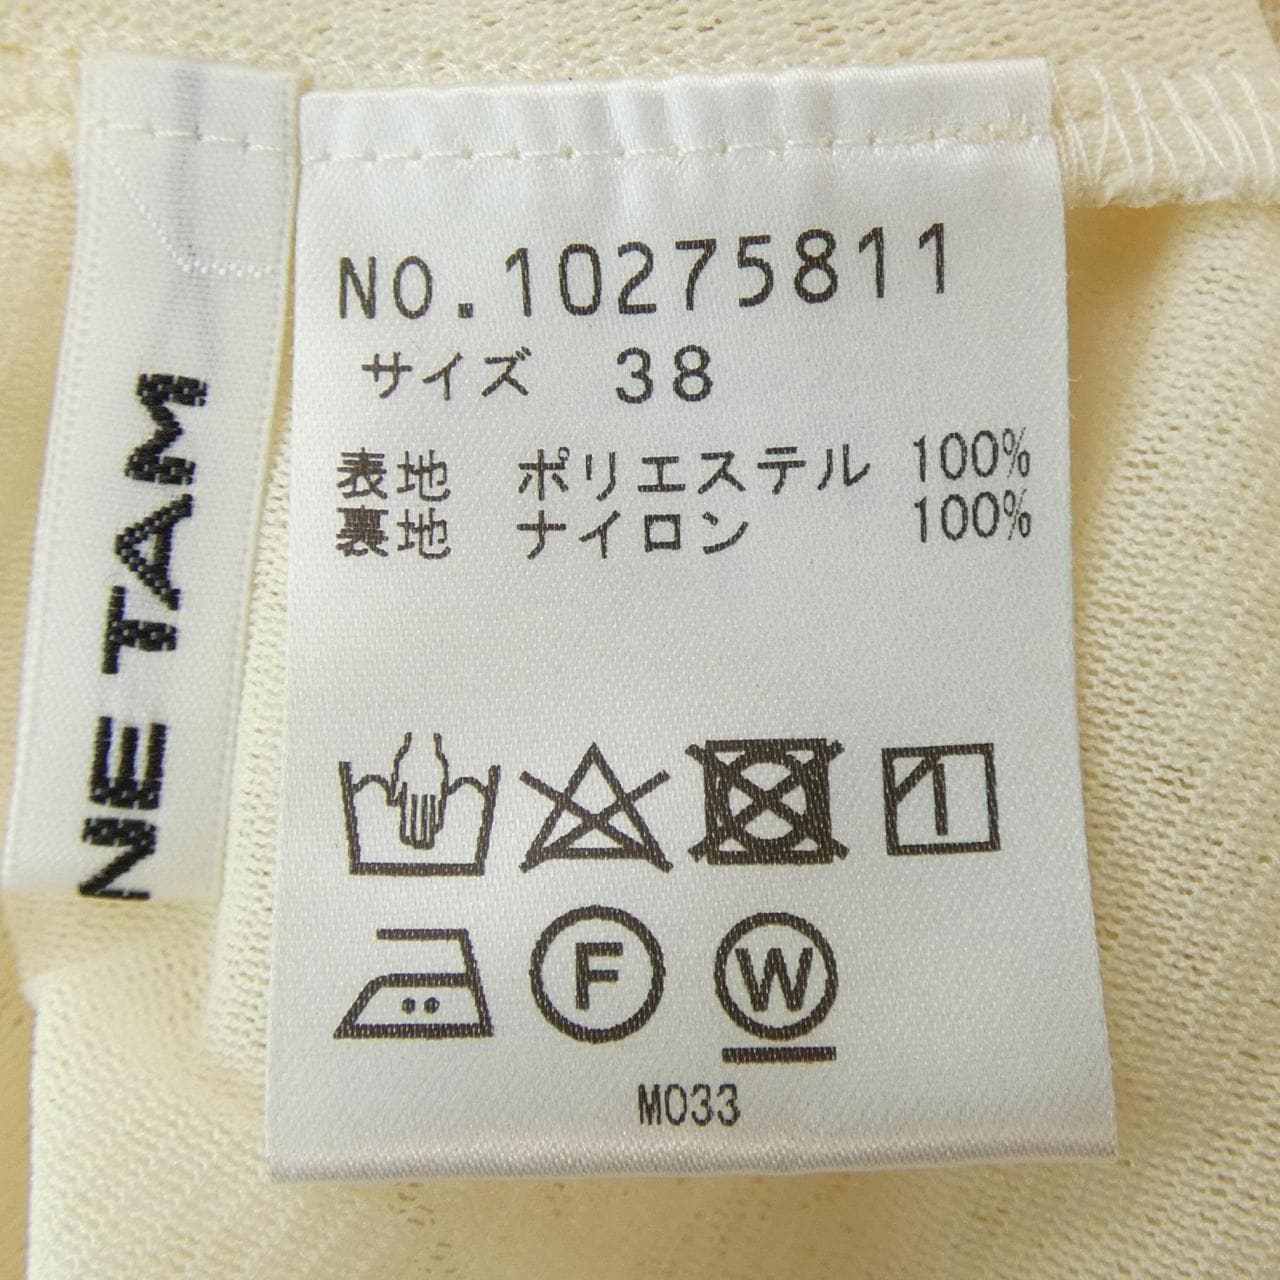 NE TAM
NO.10275811
サイズ 38
表地 ポリエステル 100%
裏地 ナイロン 100%
F W
M033